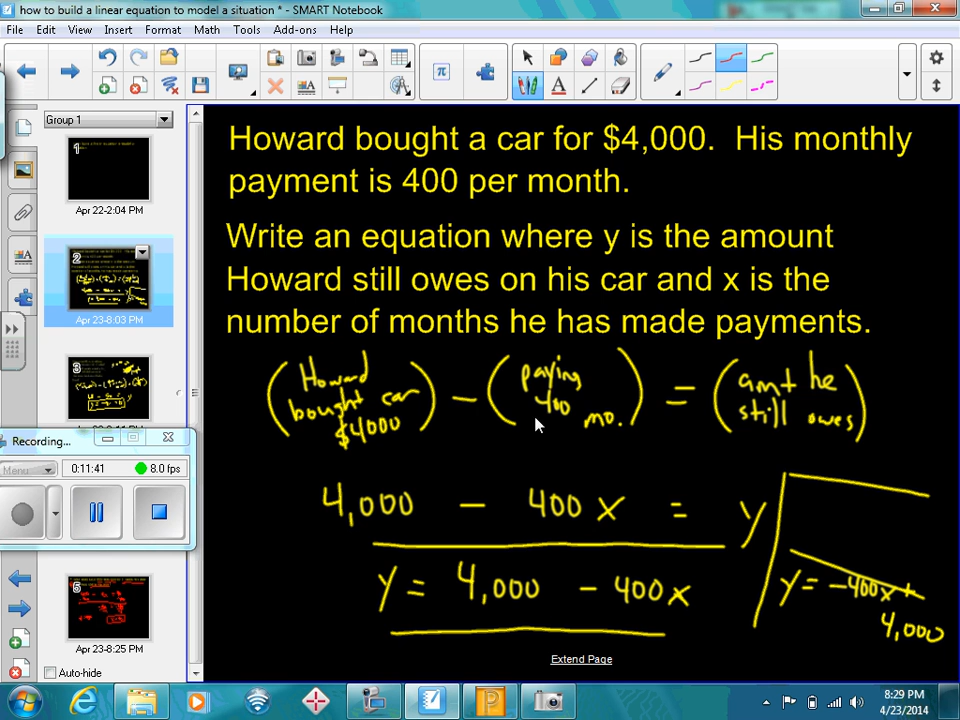 how to build a linear equation to model a situation * - SMART Notebook
File Edit View Insert Format Math Tools Add-ons Help
Group 1
1
Apr 22-2:04 PM
2
Apr 23-8:03 PM
3
Recording...
Menu
0:11:41 8.0 fps
5
Apr 23-8:25 PM
Auto-hide
Howard bought a car for $4,000. His monthly
payment is 400 per month.
Write an equation where y is the amount
Howard still owes on his car and x is the
number of months he has made payments.
(Howard bought car $4000) - (paying 400 mo.) = (amt he still owes)
4,000 - 400x = y
y = 4,000 - 400x
y = -400x +
4,000
Extend Page
8:29 PM
4/23/2014